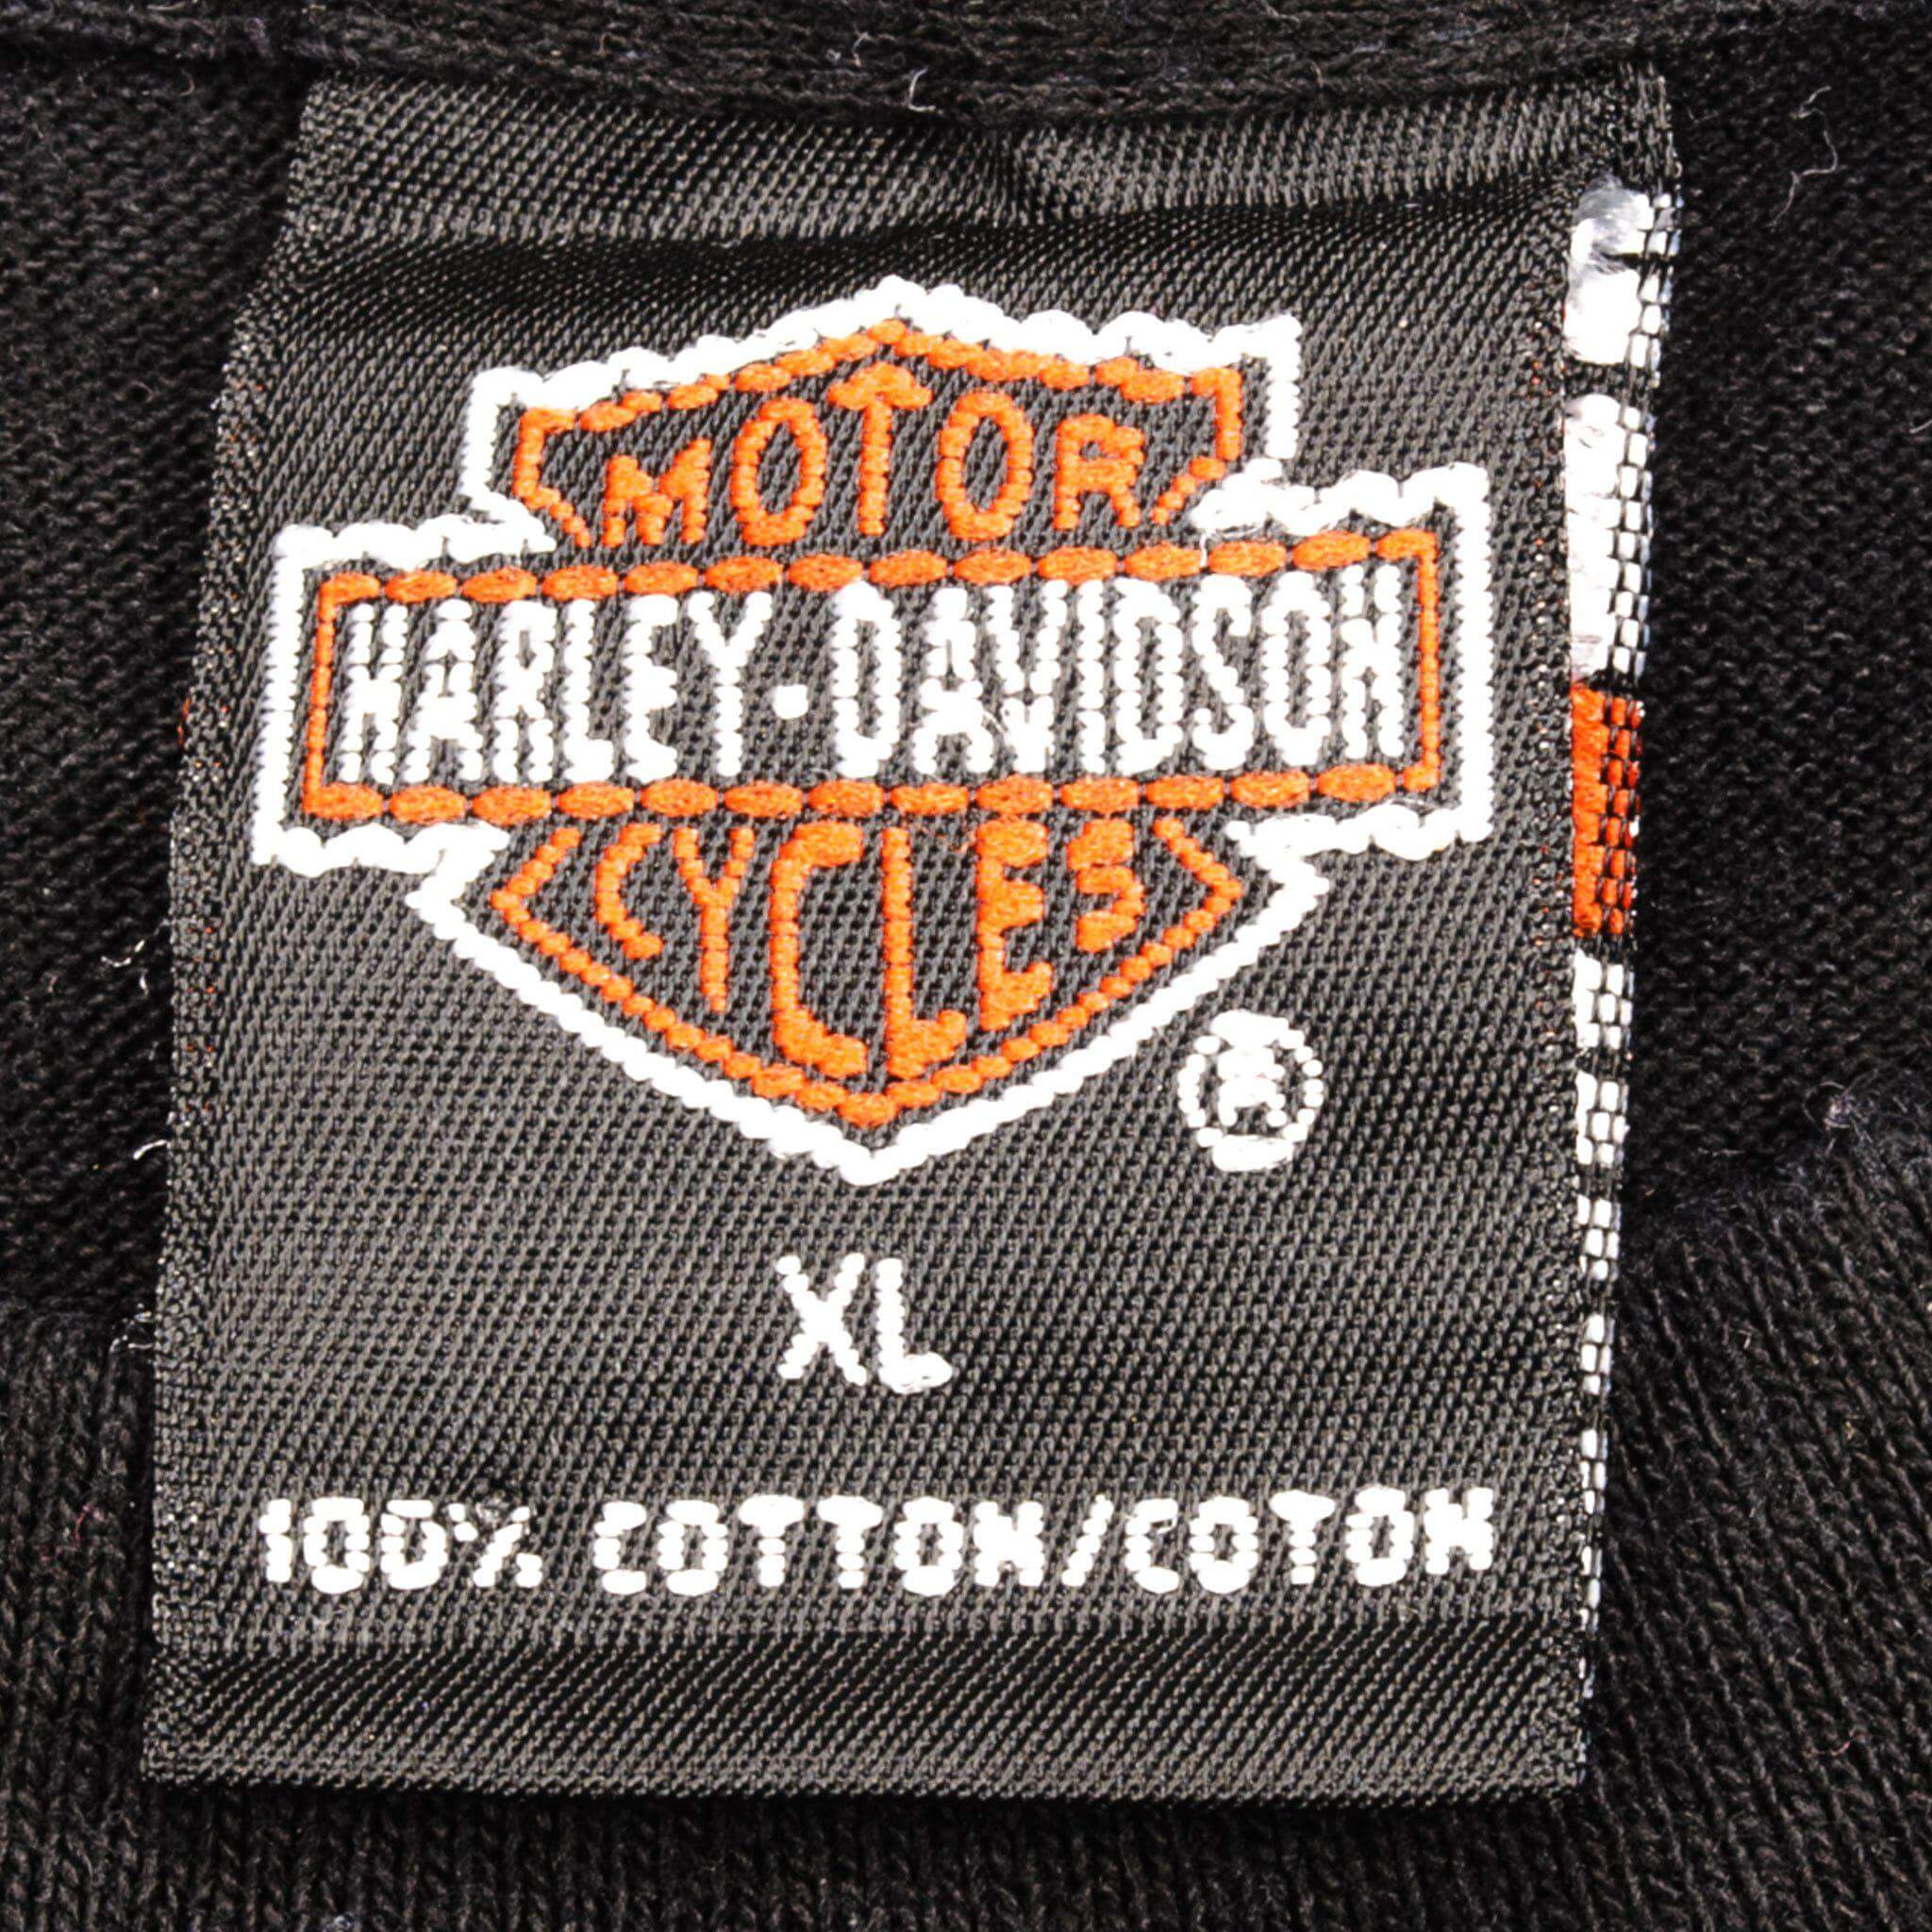 MOTOR
HARLEY-DAVIDSON
CYCLES
®
XL
100% COTTON/COTON